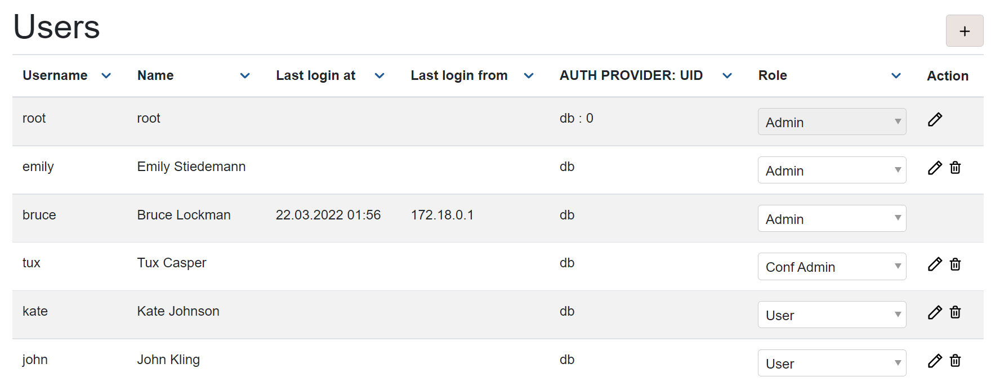 Users
+
Username Name Last login at Last login from AUTH PROVIDER: UID Role Action
root root db : 0 Admin
emily Emily Stiedemann db Admin
bruce Bruce Lockman 22.03.2022 01:56 172.18.0.1 db Admin
tux Tux Casper db Conf Admin
kate Kate Johnson db User
john John Kling db User